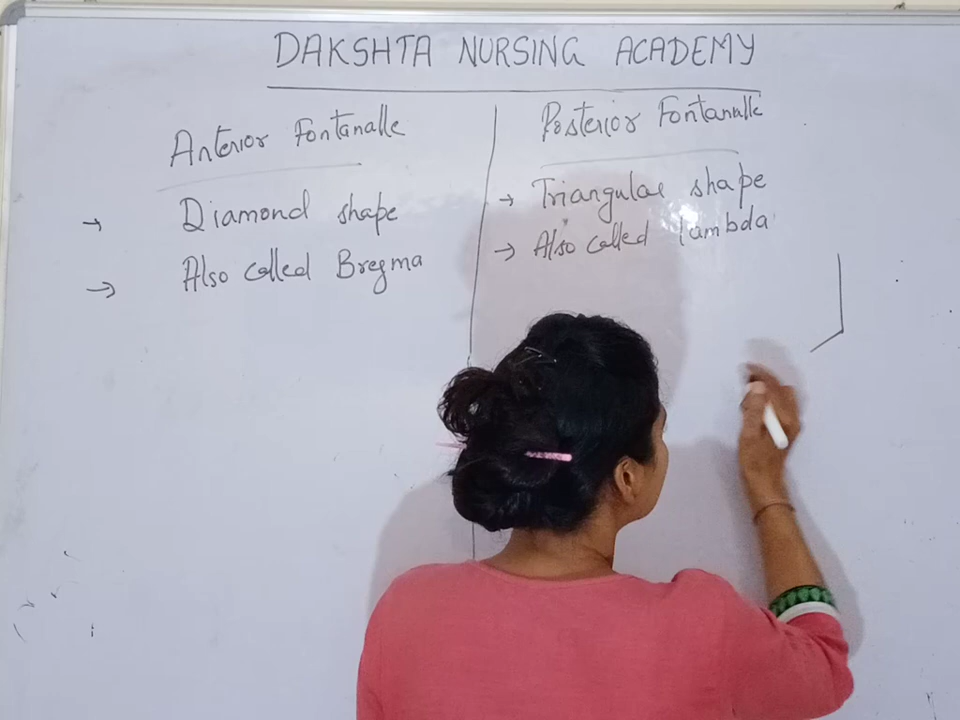 DAKSHTA NURSING ACADEMY
Anterior Fontanalle
→ Diamond shape
→ Also called Bregma
Posterior Fontanalle
→ Triangular shape
→ Also called lambda